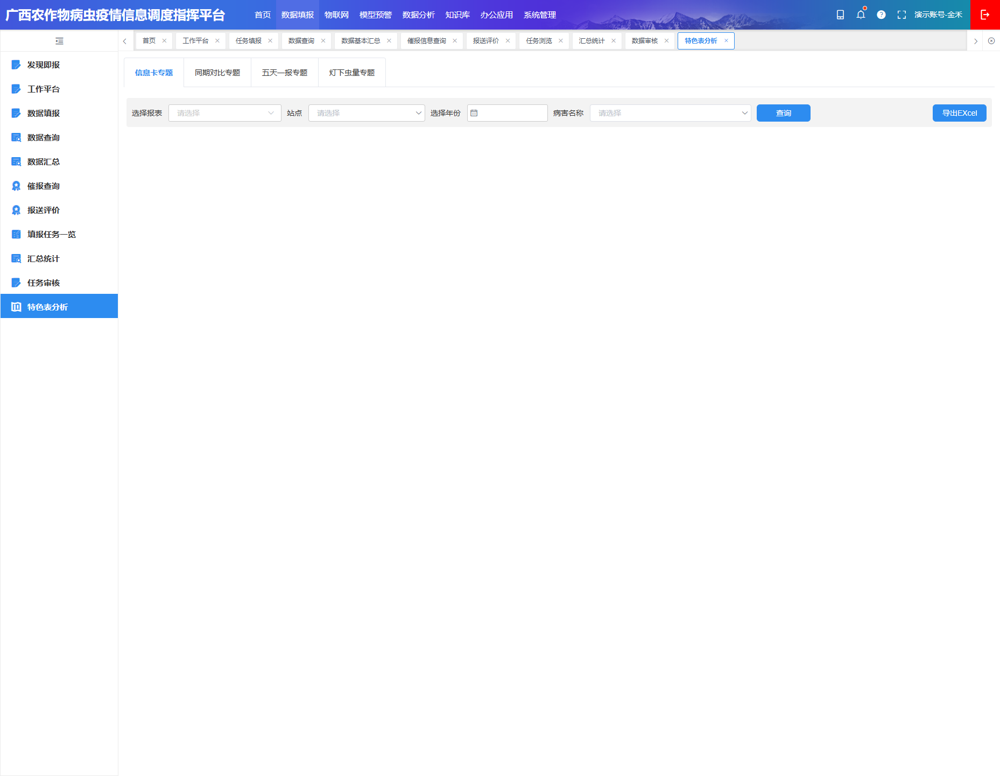 广西农作物病虫疫情信息调度指挥平台 首页 数据填报 物联网 模型预警 数据分析 知识库 办公应用 系统管理 演示账号-金禾
首页 工作平台 任务填报 数据查询 数据基本汇总 催报信息查询 报送评价 任务浏览 汇总统计 数据审核 特色表分析
发现即报
工作平台
数据填报
数据查询
数据汇总
催报查询
报送评价
填报任务一览
汇总统计
任务审核
特色表分析
信息卡专题 同期对比专题 五天一报专题 灯下虫量专题
选择报表 请选择 站点 请选择 选择年份 病害名称 请选择 查询 导出EXcel